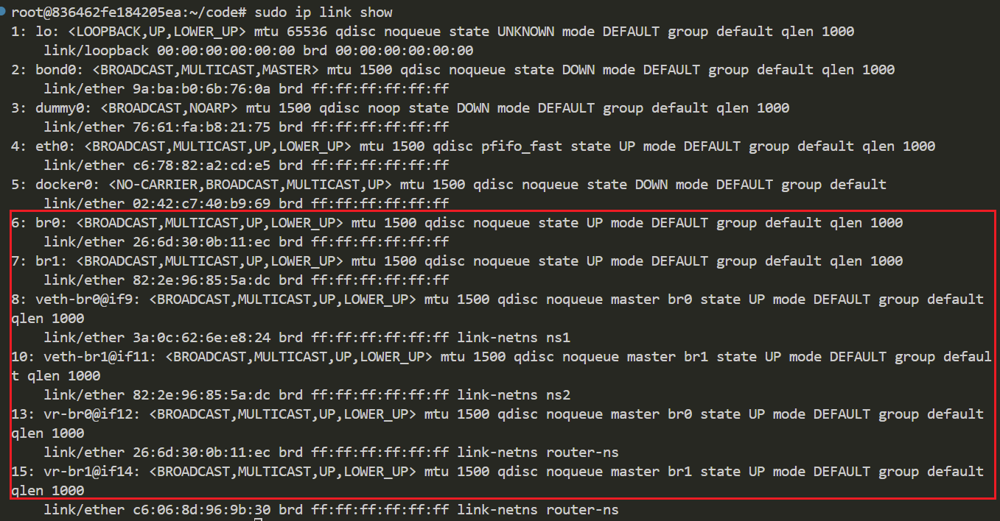 root@836462fe184205ea:~/code# sudo ip link show
1: lo: <LOOPBACK,UP,LOWER_UP> mtu 65536 qdisc noqueue state UNKNOWN mode DEFAULT group default qlen 1000
    link/loopback 00:00:00:00:00:00 brd 00:00:00:00:00:00
2: bond0: <BROADCAST,MULTICAST,MASTER> mtu 1500 qdisc noqueue state DOWN mode DEFAULT group default qlen 1000
    link/ether 9a:ba:b0:6b:76:0a brd ff:ff:ff:ff:ff:ff
3: dummy0: <BROADCAST,NOARP> mtu 1500 qdisc noop state DOWN mode DEFAULT group default qlen 1000
    link/ether 76:61:fa:b8:21:75 brd ff:ff:ff:ff:ff:ff
4: eth0: <BROADCAST,MULTICAST,UP,LOWER_UP> mtu 1500 qdisc pfifo_fast state UP mode DEFAULT group default qlen 1000
    link/ether c6:78:82:a2:cd:e5 brd ff:ff:ff:ff:ff:ff
5: docker0: <NO-CARRIER,BROADCAST,MULTICAST,UP> mtu 1500 qdisc noqueue state DOWN mode DEFAULT group default
    link/ether 02:42:c7:40:b9:69 brd ff:ff:ff:ff:ff:ff
6: br0: <BROADCAST,MULTICAST,UP,LOWER_UP> mtu 1500 qdisc noqueue state UP mode DEFAULT group default qlen 1000
    link/ether 26:6d:30:0b:11:ec brd ff:ff:ff:ff:ff:ff
7: br1: <BROADCAST,MULTICAST,UP,LOWER_UP> mtu 1500 qdisc noqueue state UP mode DEFAULT group default qlen 1000
    link/ether 82:2e:96:85:5a:dc brd ff:ff:ff:ff:ff:ff
8: veth-br0@if9: <BROADCAST,MULTICAST,UP,LOWER_UP> mtu 1500 qdisc noqueue master br0 state UP mode DEFAULT group default
qlen 1000
    link/ether 3a:0c:62:6e:e8:24 brd ff:ff:ff:ff:ff:ff link-netns ns1
10: veth-br1@if11: <BROADCAST,MULTICAST,UP,LOWER_UP> mtu 1500 qdisc noqueue master br1 state UP mode DEFAULT group defaul
t qlen 1000
    link/ether 82:2e:96:85:5a:dc brd ff:ff:ff:ff:ff:ff link-netns ns2
13: vr-br0@if12: <BROADCAST,MULTICAST,UP,LOWER_UP> mtu 1500 qdisc noqueue master br0 state UP mode DEFAULT group default
qlen 1000
    link/ether 26:6d:30:0b:11:ec brd ff:ff:ff:ff:ff:ff link-netns router-ns
15: vr-br1@if14: <BROADCAST,MULTICAST,UP,LOWER_UP> mtu 1500 qdisc noqueue master br1 state UP mode DEFAULT group default
qlen 1000
    link/ether c6:06:8d:96:9b:30 brd ff:ff:ff:ff:ff:ff link-netns router-ns